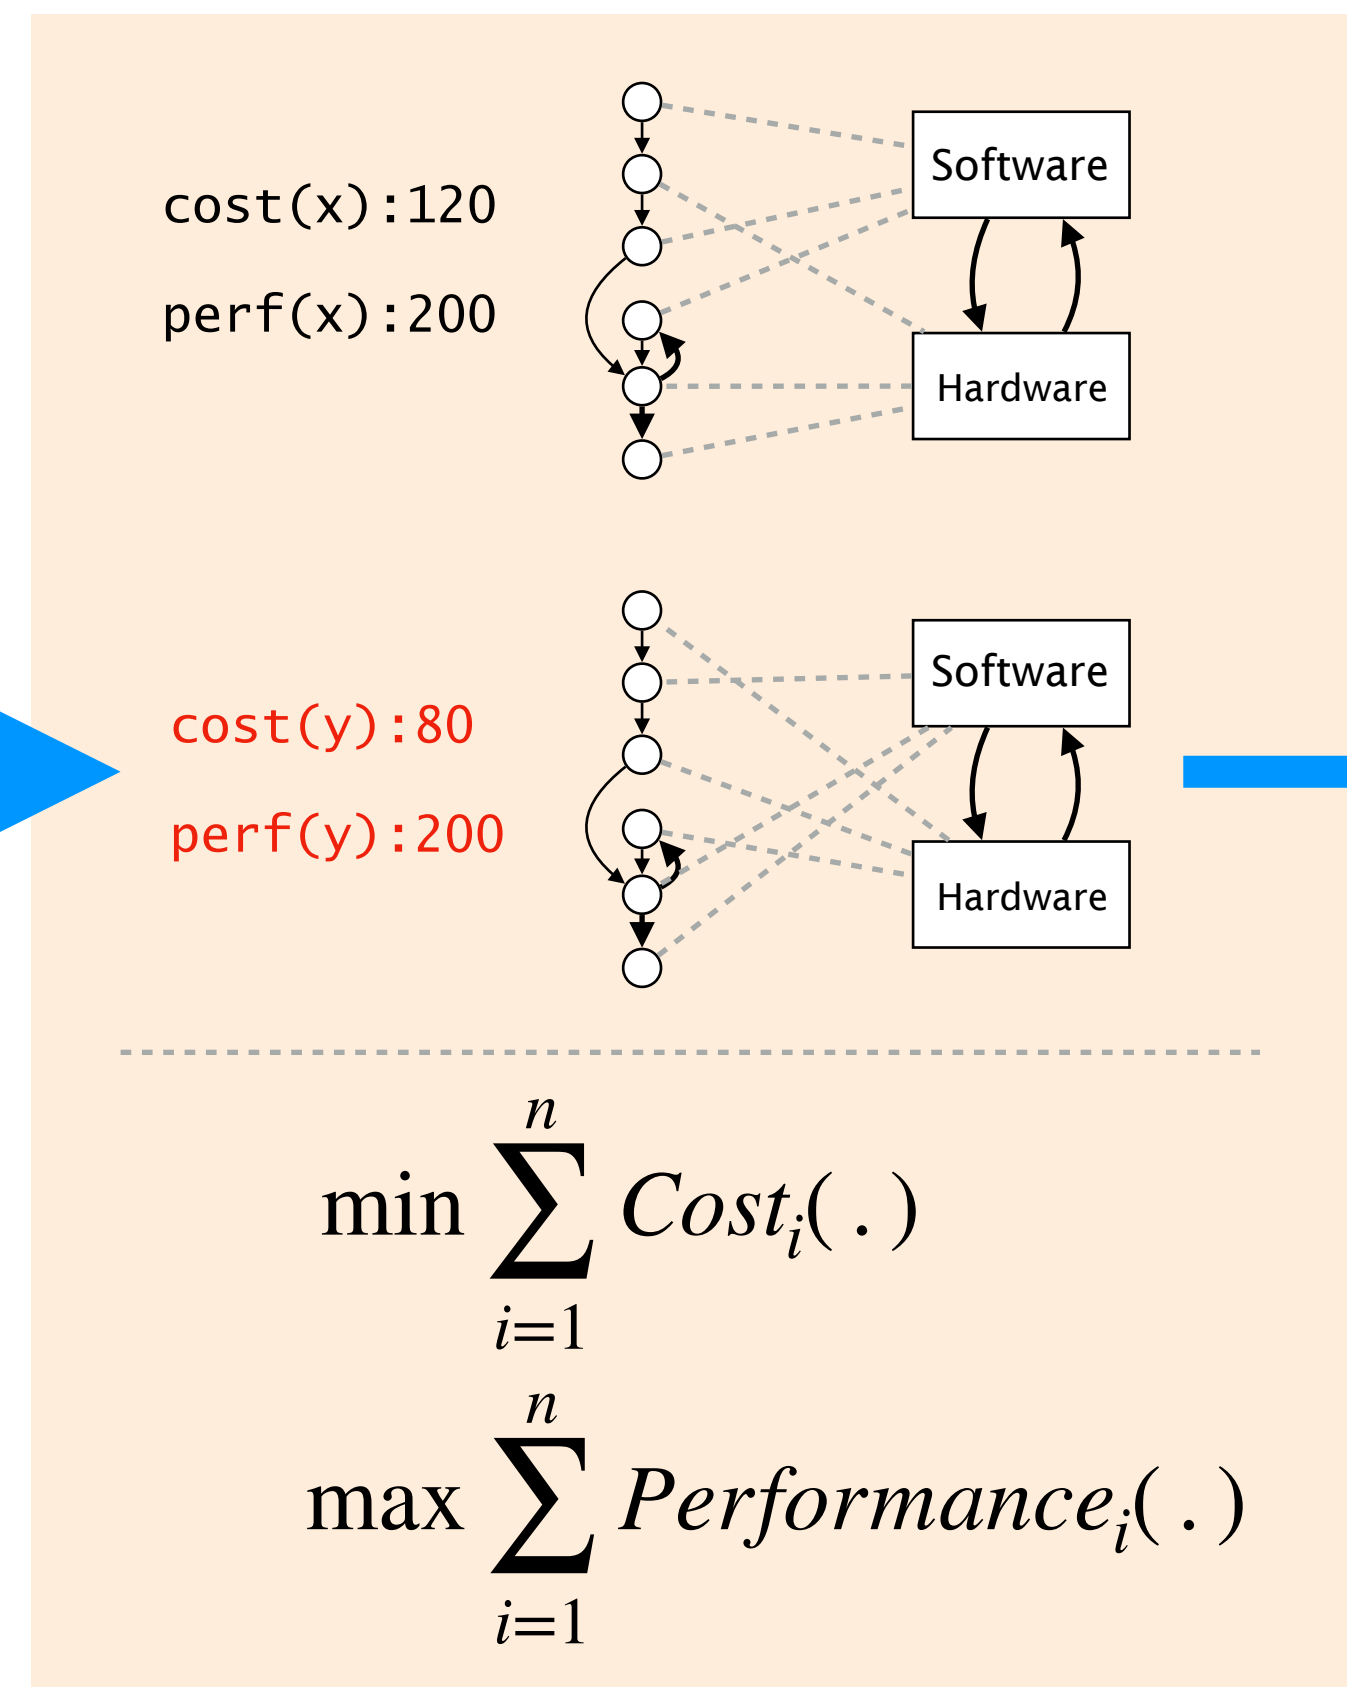 cost(x):120
perf(x):200
Software
Hardware
cost(y):80
perf(y):200
Software
Hardware
min ∑_{i=1}^{n} Cost_i( . )
max ∑_{i=1}^{n} Performance_i( . )